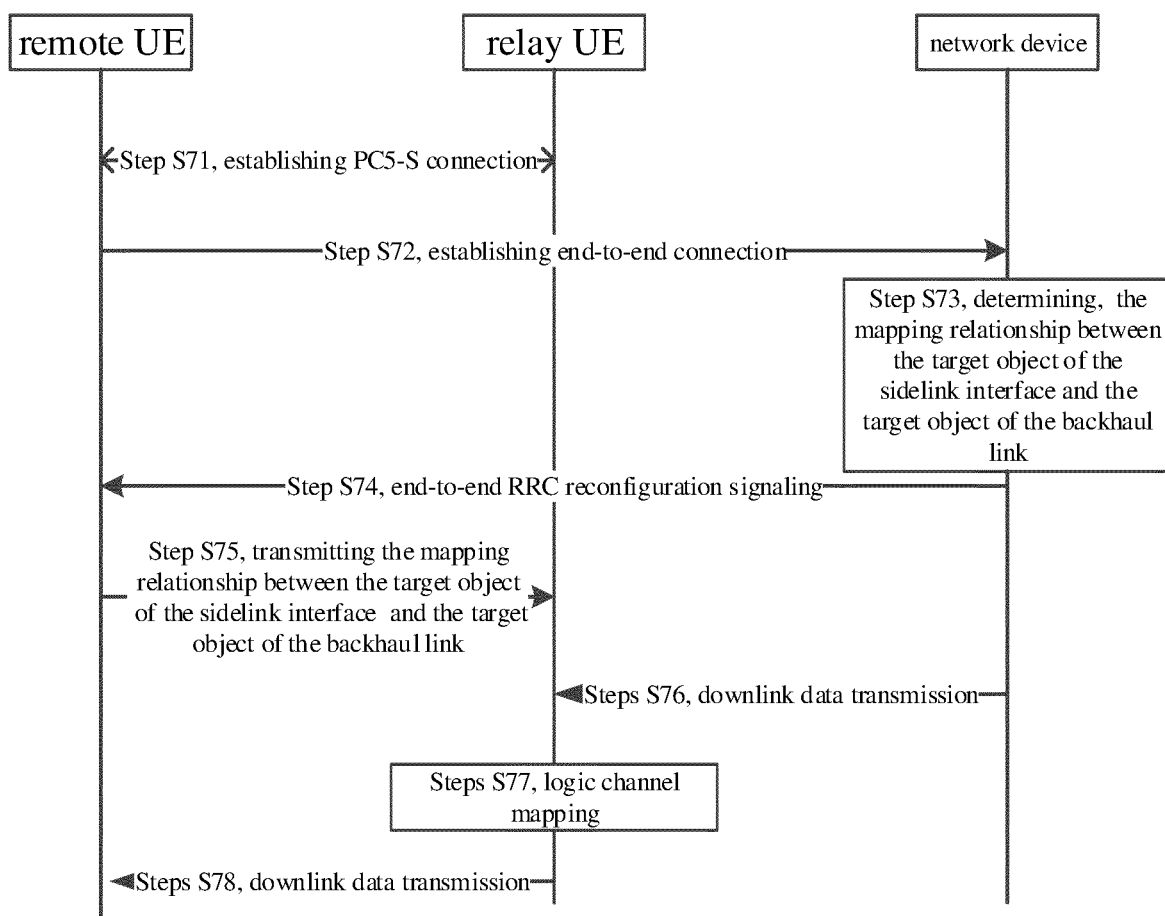 remote UE
relay UE
network device
Step S71, establishing PC5-S connection
Step S72, establishing end-to-end connection
Step S73, determining, the
mapping relationship between
the target object of the
sidelink interface and the
target object of the backhaul
link
Step S74, end-to-end RRC reconfiguration signaling
Step S75, transmitting the mapping
relationship between the target object
of the sidelink interface and the target
object of the backhaul link
Steps S76, downlink data transmission
Steps S77, logic channel
mapping
Steps S78, downlink data transmission